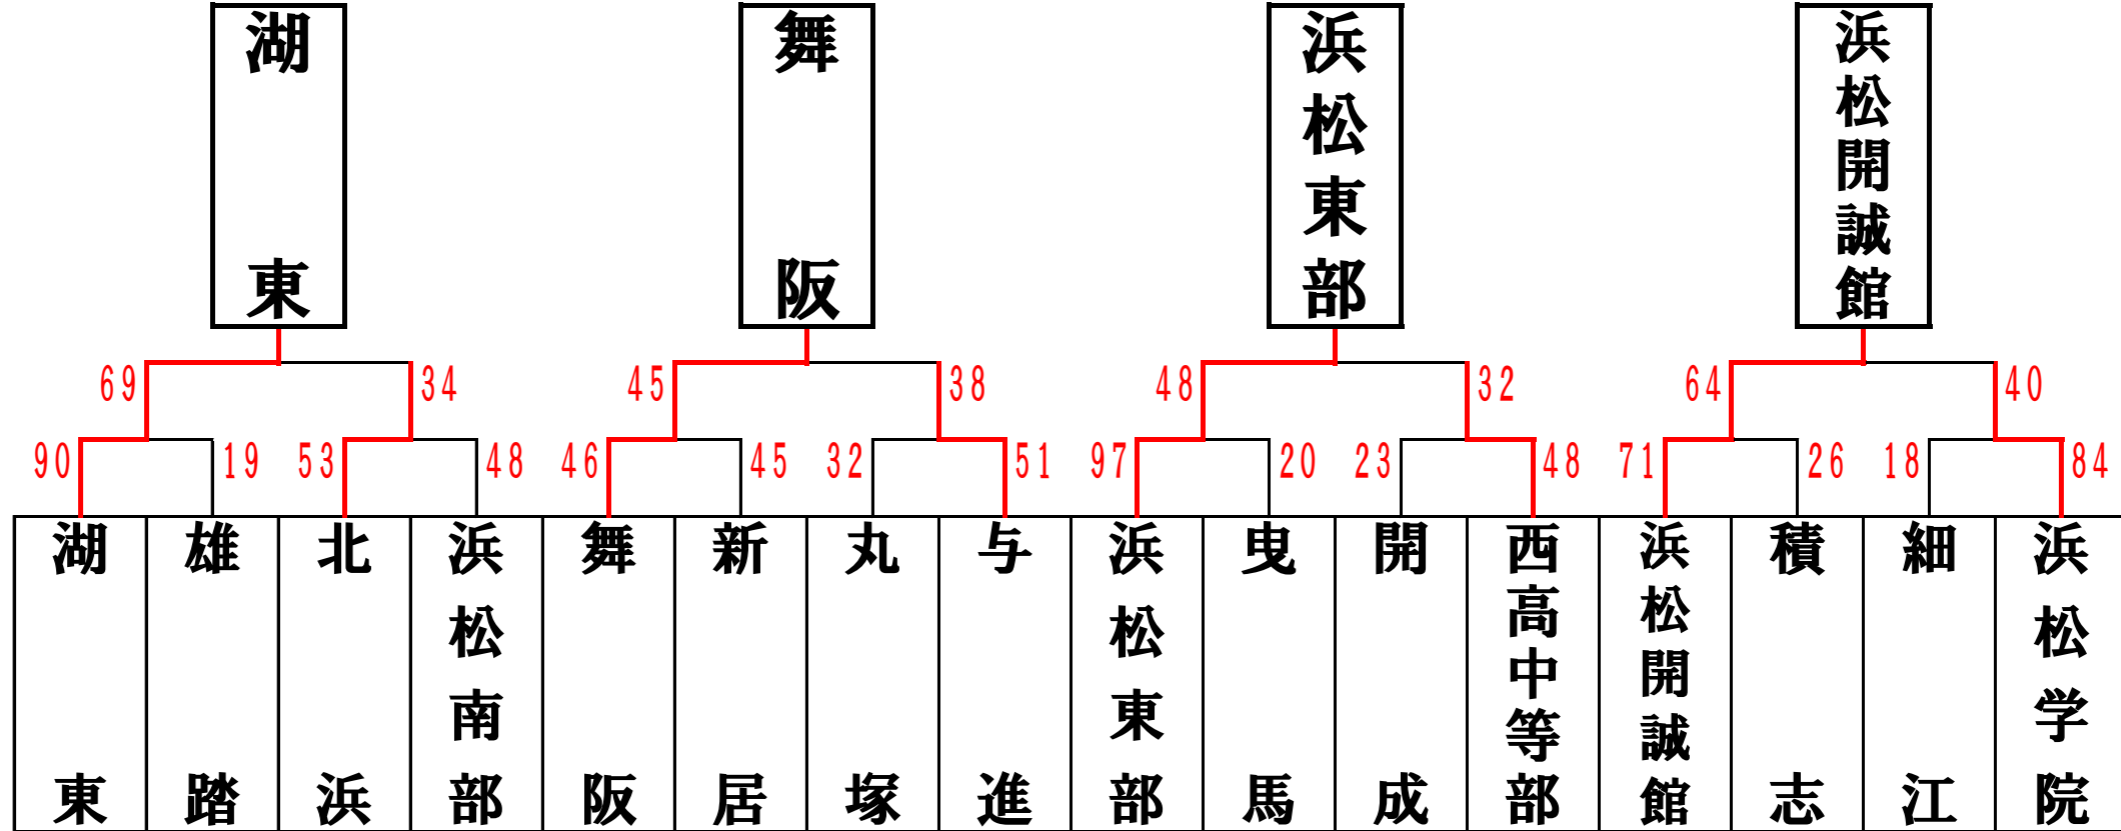 湖東
舞阪
浜松東部
浜松開誠館
69 34 45 38 48 32 64 40
90 19 53 48 46 45 32 51 97 20 23 48 71 26 18 84
湖東
雄踏
北浜
浜松南部
舞阪
新居
丸塚
与進
浜松東部
曳馬
開成
西高中等部
浜松開誠館
積志
細江
浜松学院